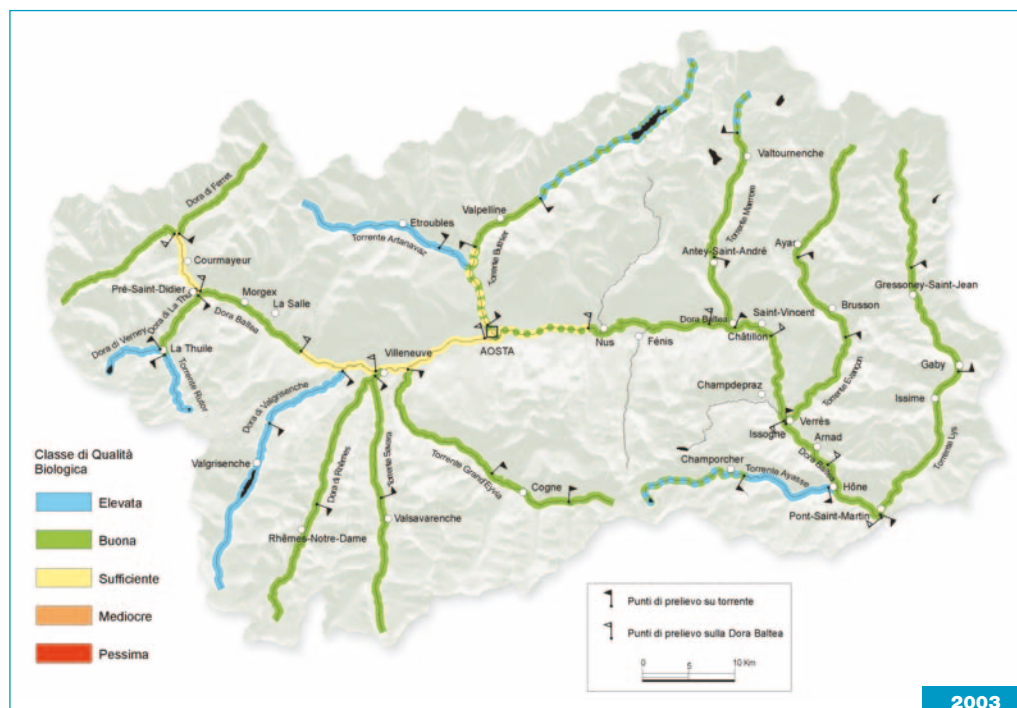 Dora di Ferret
Courmayeur
Pré-Saint-Didier
Dora di La Thu
Morgex
La Salle
Dora Baltea
Dora di Verney
La Thuile
Torrente Rutor
Etroubles
Torrente Artanavaz
Valpelline
Torrente Buthier
AOSTA
Villeneuve
Dora di Valgrisenche
Valgrisenche
Dora di Rhêmes
Rhêmes-Notre-Dame
Torrente Savara
Valsavarenche
Torrente Grand'Eyvia
Cogne
Nus
Fénis
Valtournenche
Torrente Marmore
Antey-Saint-André
Dora Baltea
Saint-Vincent
Châtillon
Ayas
Brusson
Torrente Evançon
Gressoney-Saint-Jean
Gaby
Issime
Torrente Lys
Champdepraz
Verrès
Issogne
Arnad
Dora Baltea
Champorcher
Torrente Ayasse
Hône
Pont-Saint-Martin
Classe di Qualità
Biologica
Elevata
Buona
Sufficiente
Mediocre
Pessima
Punti di prelievo su torrente
Punti di prelievo sulla Dora Baltea
0 5 10 Km
2003